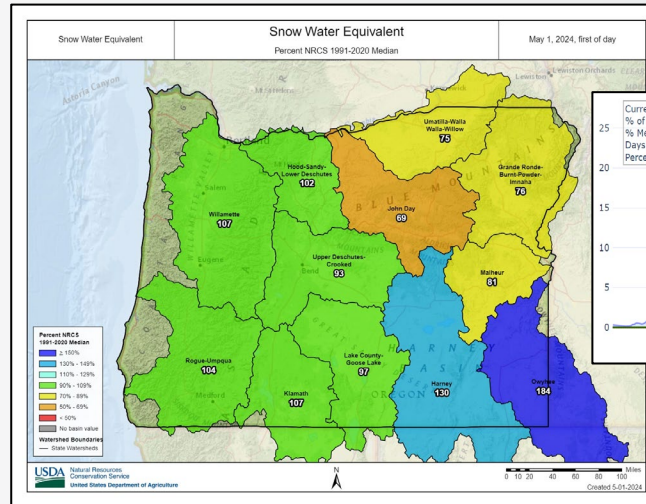 Snow Water Equivalent
Snow Water Equivalent
Percent NRCS 1991-2020 Median
May 1, 2024, first of day
Astoria Canyon
Lewiston
Lewiston Orchards
Umatilla-Walla
Walla-Willow
75
Hood-Sandy-
Lower Deschutes
102
Grande Ronde-
Burnt-Powder-
Imnaha
76
John Day
69
BLUE MOUNTAINS
Salem
Willamette
107
WILLAMETTE VALLEY
Upper Deschutes-
Crooked
93
Bend
Eugene
Malheur
81
Rogue-Umpqua
104
Medford
Klamath
107
Lake County-
Goose Lake
97
HARNEY
OREGON
Harney
130
Owyhee
184
Percent NRCS
1991-2020 Median
≥ 150%
130% - 149%
110% - 129%
90% - 109%
70% - 89%
50% - 69%
< 50%
No basin value
Watershed Boundaries
State Watersheds
USDA
Natural Resources
Conservation Service
United States Department of Agriculture
N
0 10 20 40 60 80 100
Miles
Created 5-01-2024
Curre
% of
% Me
Days
Perce
25
20
15
10
5
0